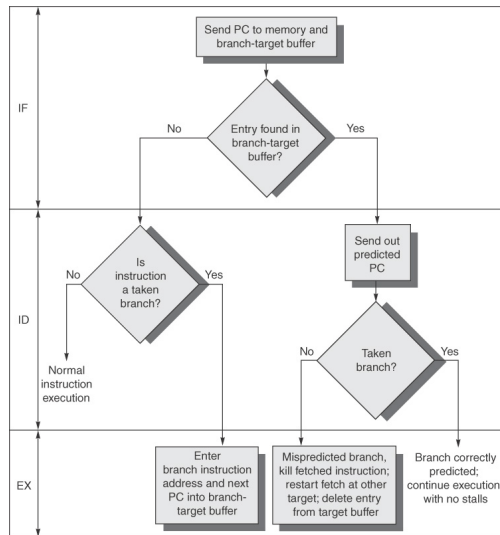 Send PC to memory and
branch-target buffer
IF
No
Entry found in
branch-target
buffer?
Yes
Send out
predicted
PC
No
Is
instruction
a taken
branch?
Yes
ID
No
Taken
branch?
Yes
Normal
instruction
execution
EX
Enter
branch instruction
address and next
PC into branch-
target buffer
Mispredicted branch,
kill fetched instruction;
restart fetch at other
target; delete entry
from target buffer
Branch correctly
predicted;
continue execution
with no stalls